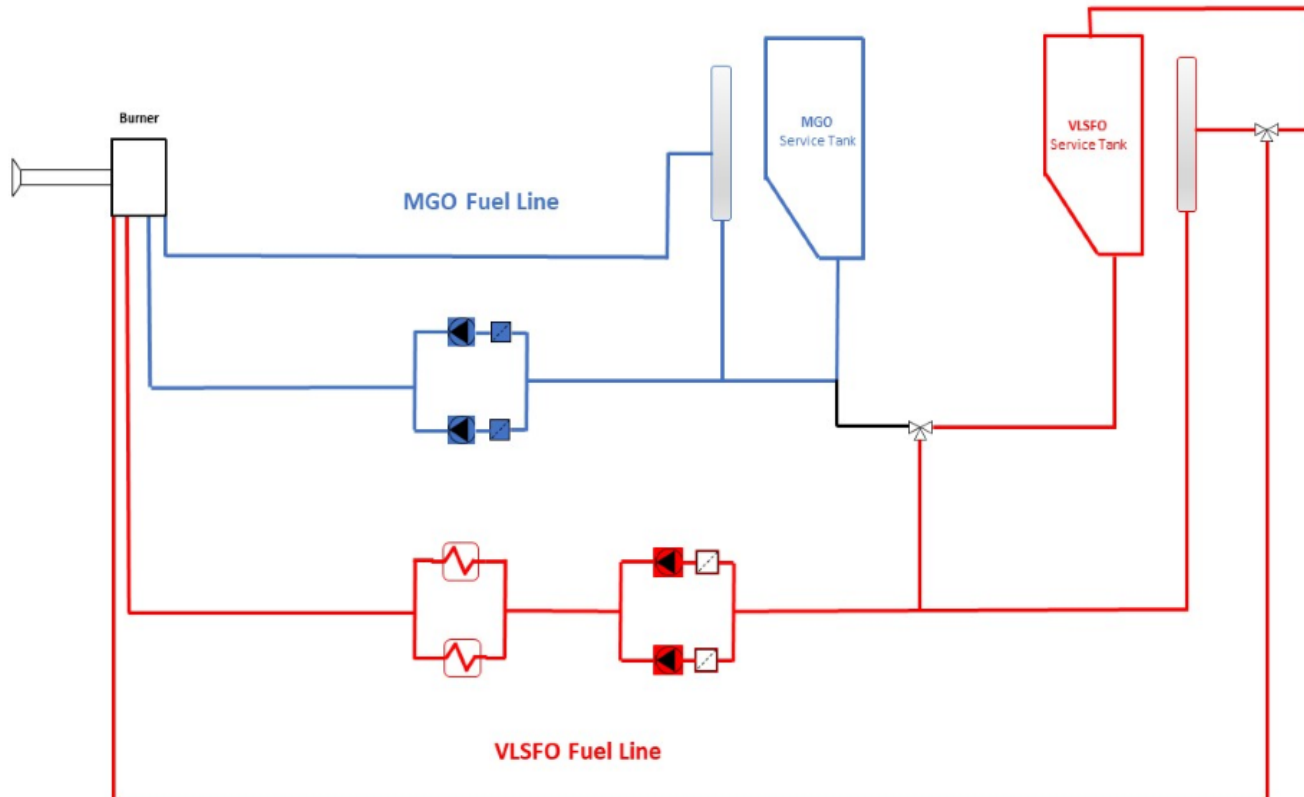 Burner
MGO
Service Tank
VLSFO
Service Tank
MGO Fuel Line
VLSFO Fuel Line